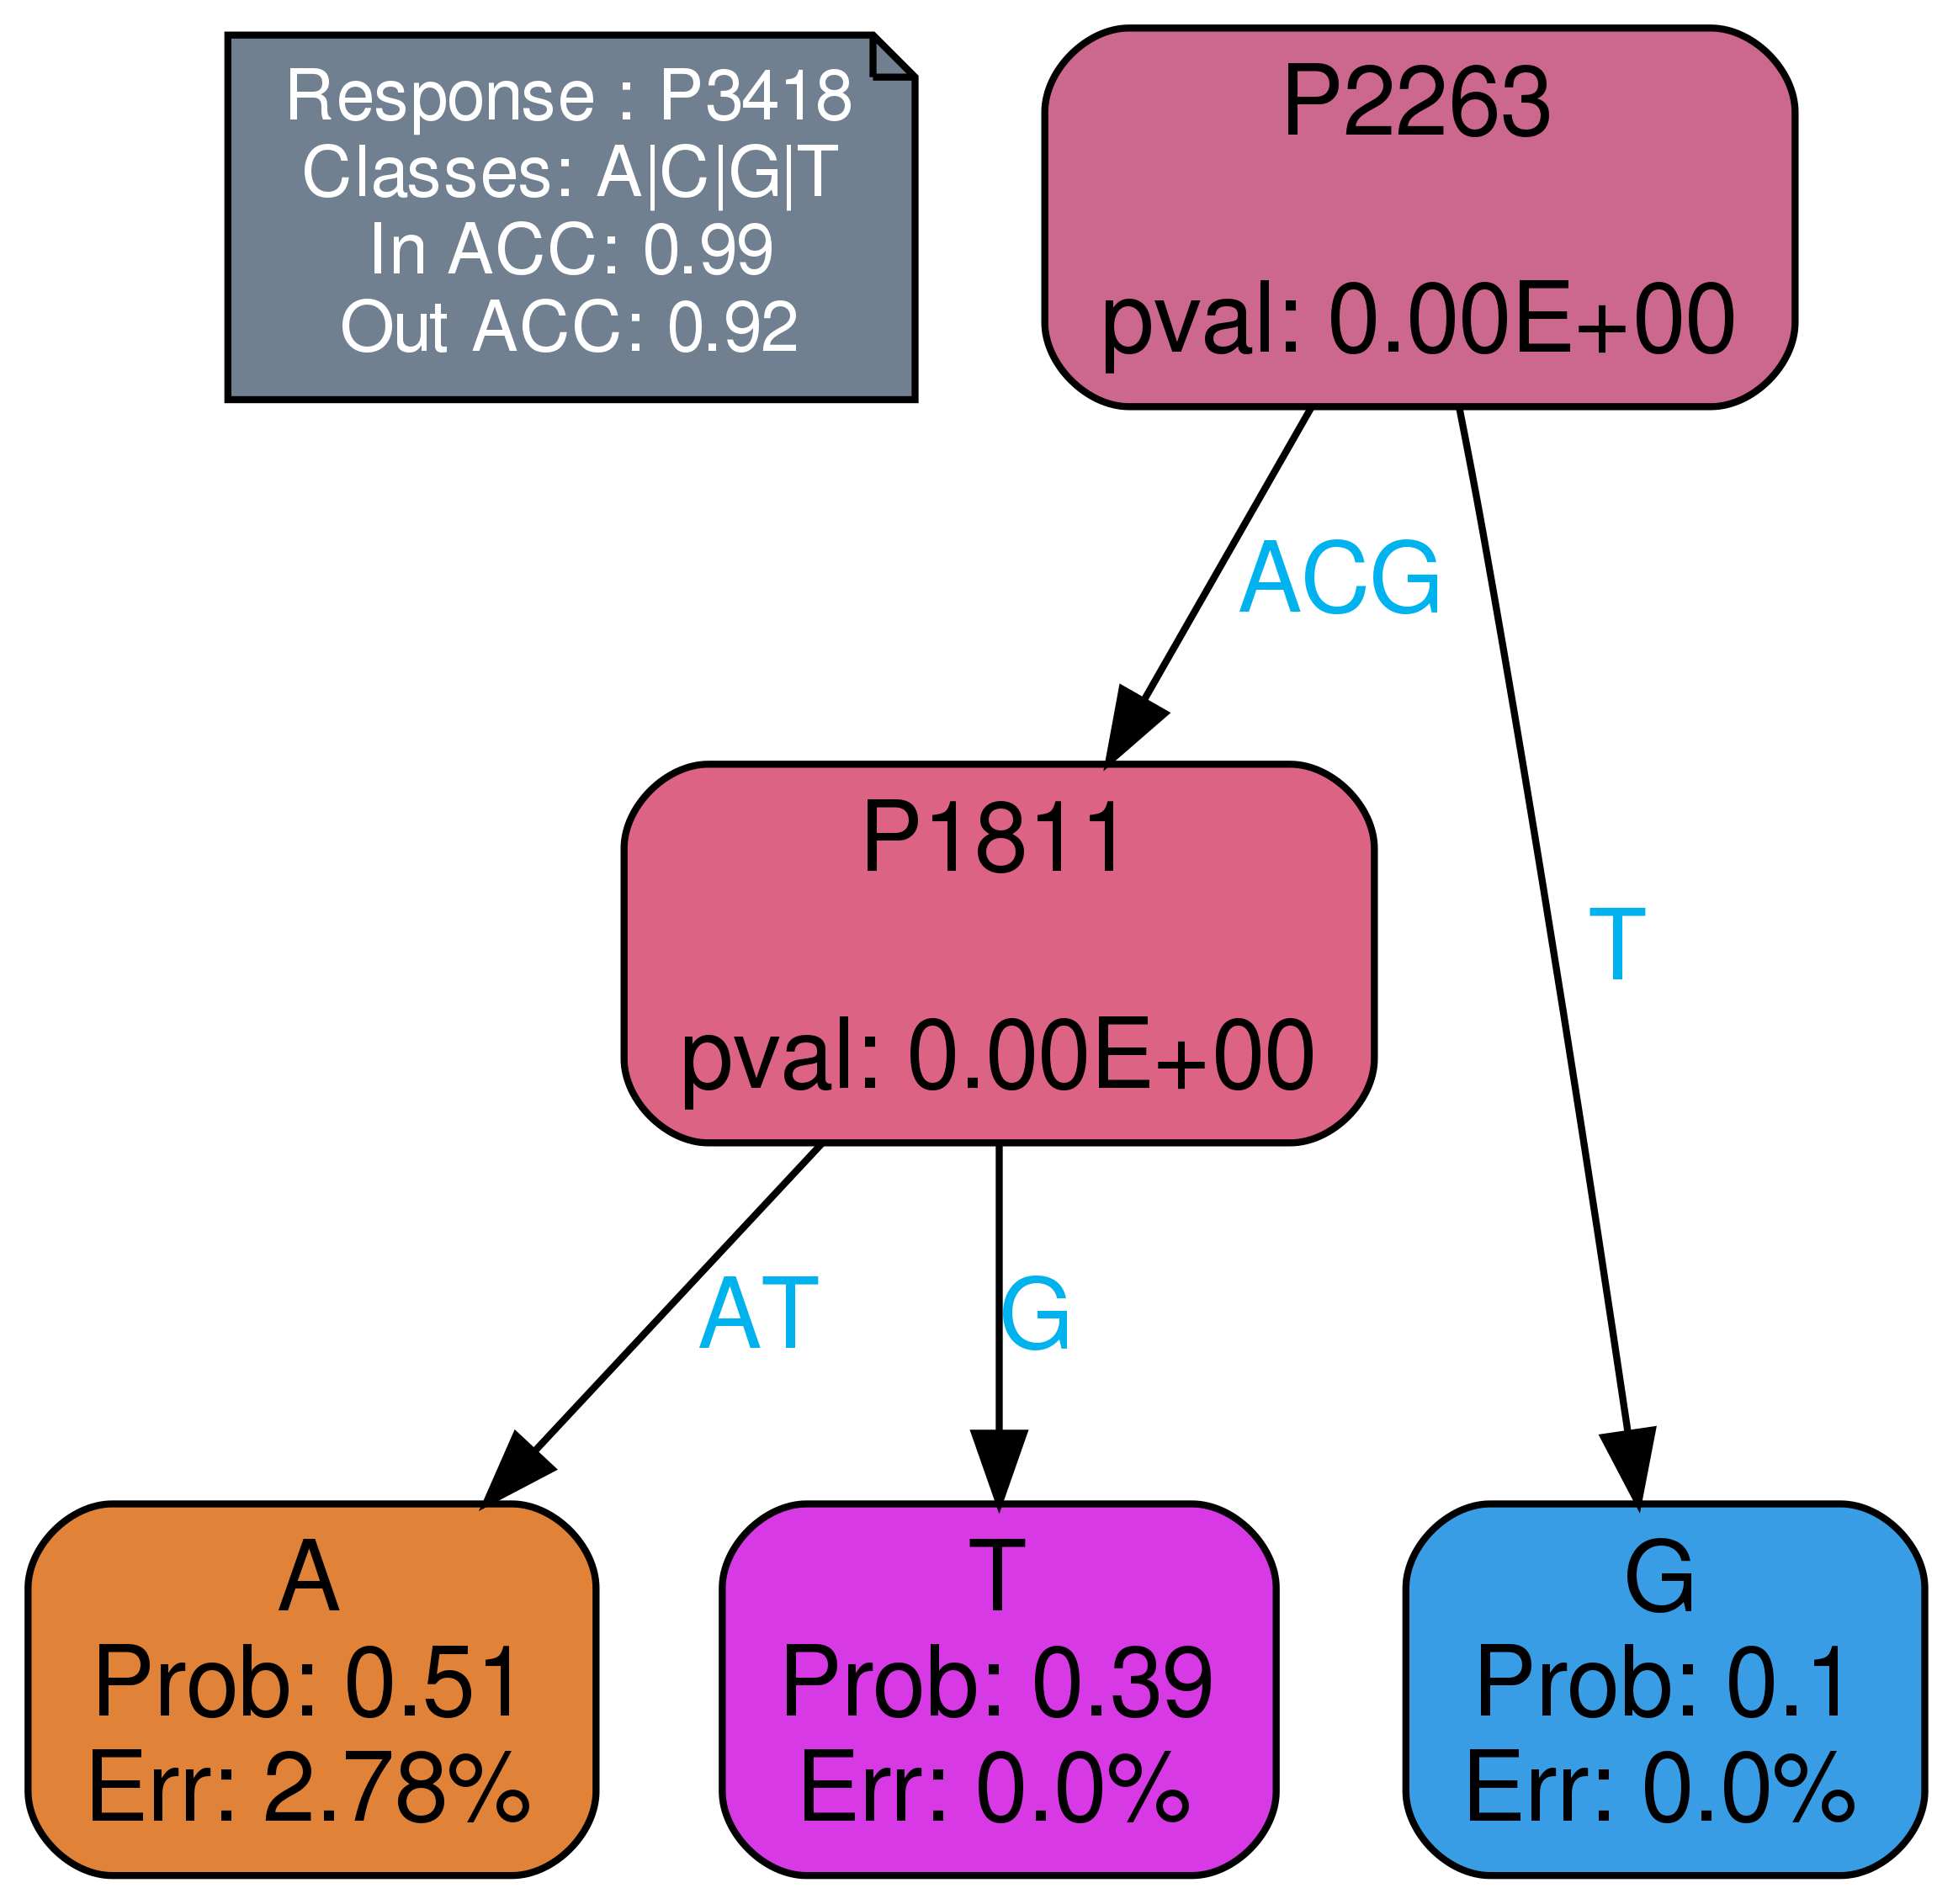 Response : P3418
Classes: A|C|G|T
In ACC: 0.99
Out ACC: 0.92
P2263
pval: 0.00E+00
ACG
T
P1811
pval: 0.00E+00
AT
G
A
Prob: 0.51
Err: 2.78%
T
Prob: 0.39
Err: 0.0%
G
Prob: 0.1
Err: 0.0%